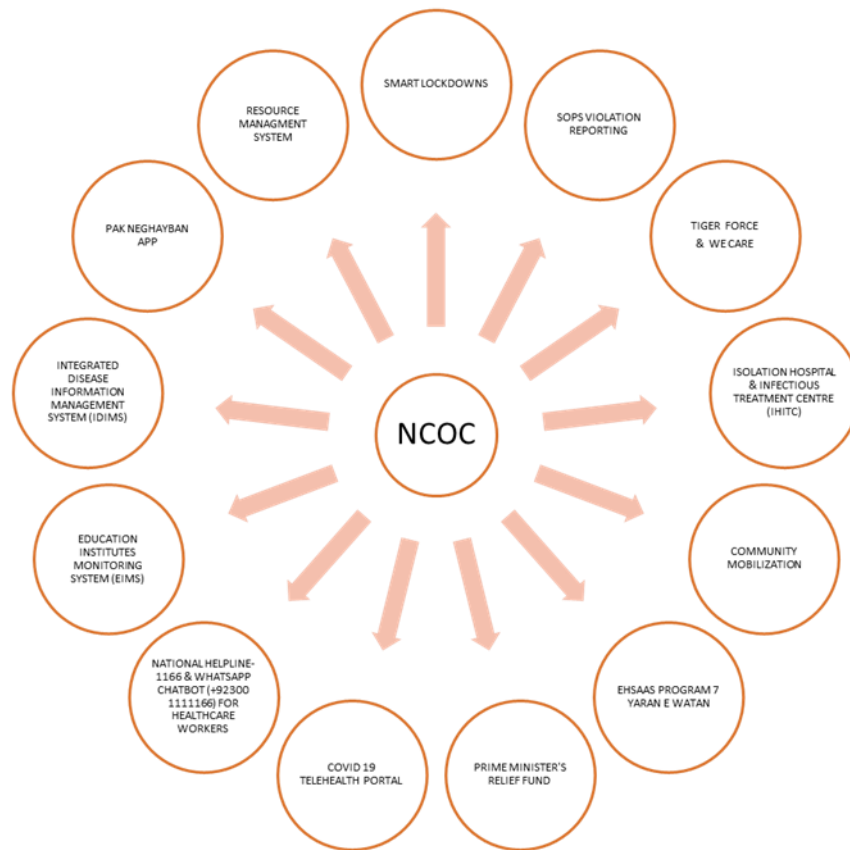 SMART LOCKDOWNS
SOPS VIOLATION
REPORTING
TIGER FORCE
& WE CARE
ISOLATION HOSPITAL
& INFECTIOUS
TREATMENT CENTRE
(IHITC)
COMMUNITY
MOBILIZATION
EHSAAS PROGRAM 7
YARAN E WATAN
PRIME MINISTER'S
RELIEF FUND
COVID 19
TELEHEALTH PORTAL
NATIONAL HELPLINE-
1166 & WHATSAPP
CHATBOT (+92300
1111166) FOR
HEALTHCARE
WORKERS
EDUCATION
INSTITUTES
MONITORING
SYSTEM (EIMS)
INTEGRATED
DISEASE
INFORMATION
MANAGEMENT
SYSTEM (IDIMS)
PAK NEGHAYBAN
APP
RESOURCE
MANAGMENT
SYSTEM
NCOC